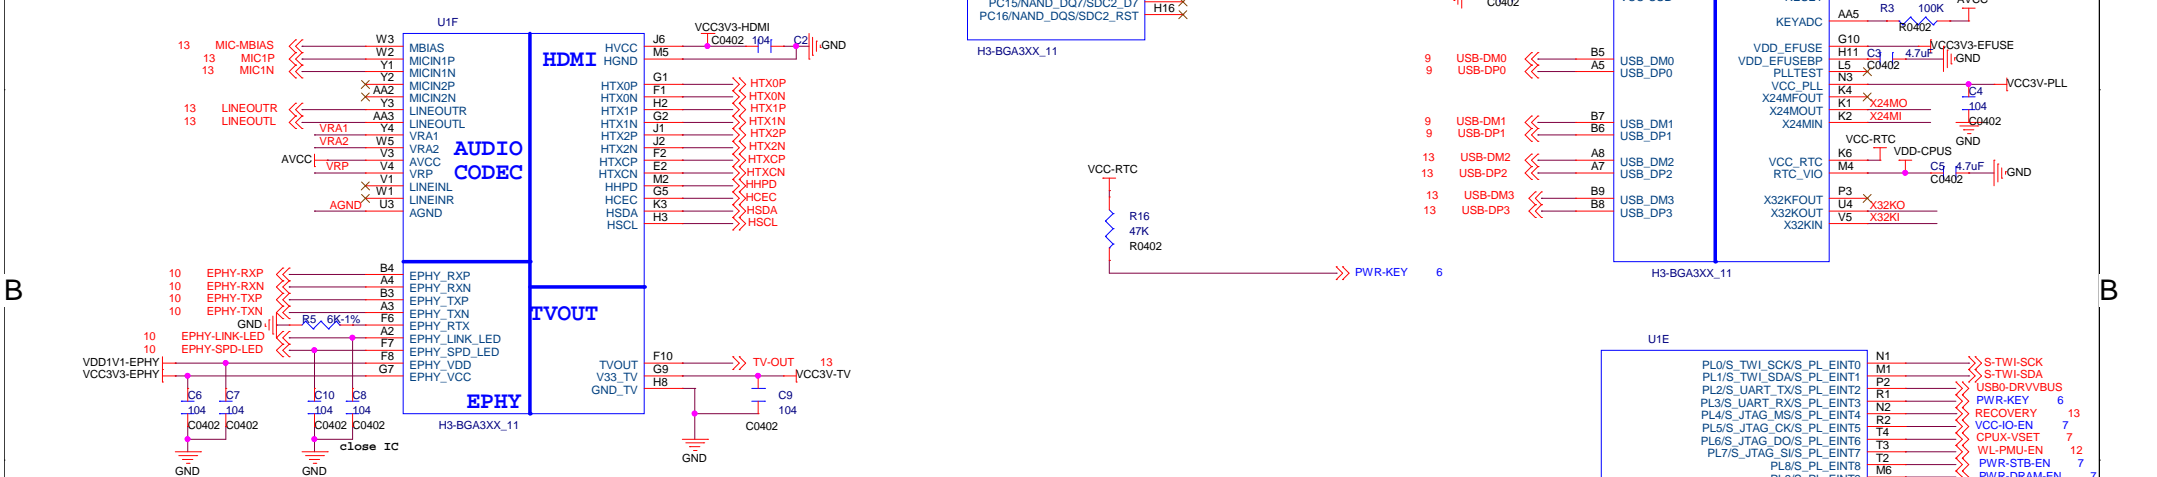 PC15/NAND_DQ7/SDC2_D7
PC16/NAND_DQS/SDC2_RST
H16
H3-BGA3XX_11
C0402
R3 100K
R0402
KEYADC AA5
U1F
13 MIC-MBIAS W3 MBIAS
13 MIC1P W2 MICIN1P
13 MIC1N Y1 MICIN1N
Y2 MICIN2P
AA2 MICIN2N
13 LINEOUTR Y3 LINEOUTR
13 LINEOUTL AA3 LINEOUTL
VRA1 Y4 VRA1
VRA2 W5 VRA2
AVCC V3 AVCC
VRP V4 VRP
V1 LINEINL
W1 LINEINR
AGND U3 AGND
AUDIO
CODEC
HDMI
HVCC J6
HGND M5
VCC3V3-HDMI
C0402 104 C2 GND
HTX0P G1 HTX0P
HTX0N F1 HTX0N
HTX1P H2 HTX1P
HTX1N G2 HTX1N
HTX2P J1 HTX2P
HTX2N J2 HTX2N
HTXCP F2 HTXCP
HTXCN E2 HTXCN
HHPD M2 HHPD
HCEC G5 HCEC
HSDA K3 HSDA
HSCL H3 HSCL
B
10 EPHY-RXP B4 EPHY_RXP
10 EPHY-RXN A4 EPHY_RXN
10 EPHY-TXP B3 EPHY_TXP
10 EPHY-TXN A3 EPHY_TXN
GND R5 6K-1% F6 EPHY_RTX
10 EPHY-LINK-LED A2 EPHY_LINK_LED
10 EPHY-SPD-LED F7 EPHY_SPD_LED
VDD1V1-EPHY F8 EPHY_VDD
VCC3V3-EPHY G7 EPHY_VCC
EPHY
H3-BGA3XX_11
C6 C7 C10 C8
104 104 104 104
C0402 C0402 C0402 C0402
close IC
GND GND
TVOUT
TVOUT F10 TV-OUT 13
V33_TV G9 VCC3V-TV
GND_TV H8
C9
104
C0402
GND
VCC-RTC
R16
47K
R0402
PWR-KEY 6
9 USB-DM0 B5 USB_DM0
9 USB-DP0 A5 USB_DP0
9 USB-DM1 B7 USB_DM1
9 USB-DP1 B6 USB_DP1
13 USB-DM2 A8 USB_DM2
13 USB-DP2 A7 USB_DP2
13 USB-DM3 B9 USB_DM3
13 USB-DP3 B8 USB_DP3
VDD_EFUSE G10 VCC3V3-EFUSE
VDD_EFUSEBP H11 C3 4.7uF GND
C0402
PLLTEST L5
VCC_PLL N3 VCC3V-PLL
X24MFOUT K4
X24MOUT K1 X24MO
X24MIN K2 X24MI
C4
104
C0402
GND
VCC-RTC
VDD-CPUS
VCC_RTC K6
RTC_VIO M4
C5 4.7uF GND
C0402
X32KFOUT P3
X32KOUT U4 X32KO
X32KIN V5 X32KI
H3-BGA3XX_11
B
U1E
PL0/S_TWI_SCK/S_PL_EINT0 N1 S-TWI-SCK
PL1/S_TWI_SDA/S_PL_EINT1 M1 S-TWI-SDA
PL2/S_UART_TX/S_PL_EINT2 P2 USB0-DRVVBUS
PL3/S_UART_RX/S_PL_EINT3 R1 PWR-KEY 6
PL4/S_JTAG_MS/S_PL_EINT4 N2 RECOVERY 13
PL5/S_JTAG_CK/S_PL_EINT5 R2 VCC-IO-EN 7
PL6/S_JTAG_DO/S_PL_EINT6 T4 CPUX-VSET 7
PL7/S_JTAG_SI/S_PL_EINT7 T3 WL-PMU-EN 12
PL8/S_PL_EINT8 T2 PWR-STB-EN 7
M6 PWR-DRAM-EN 7